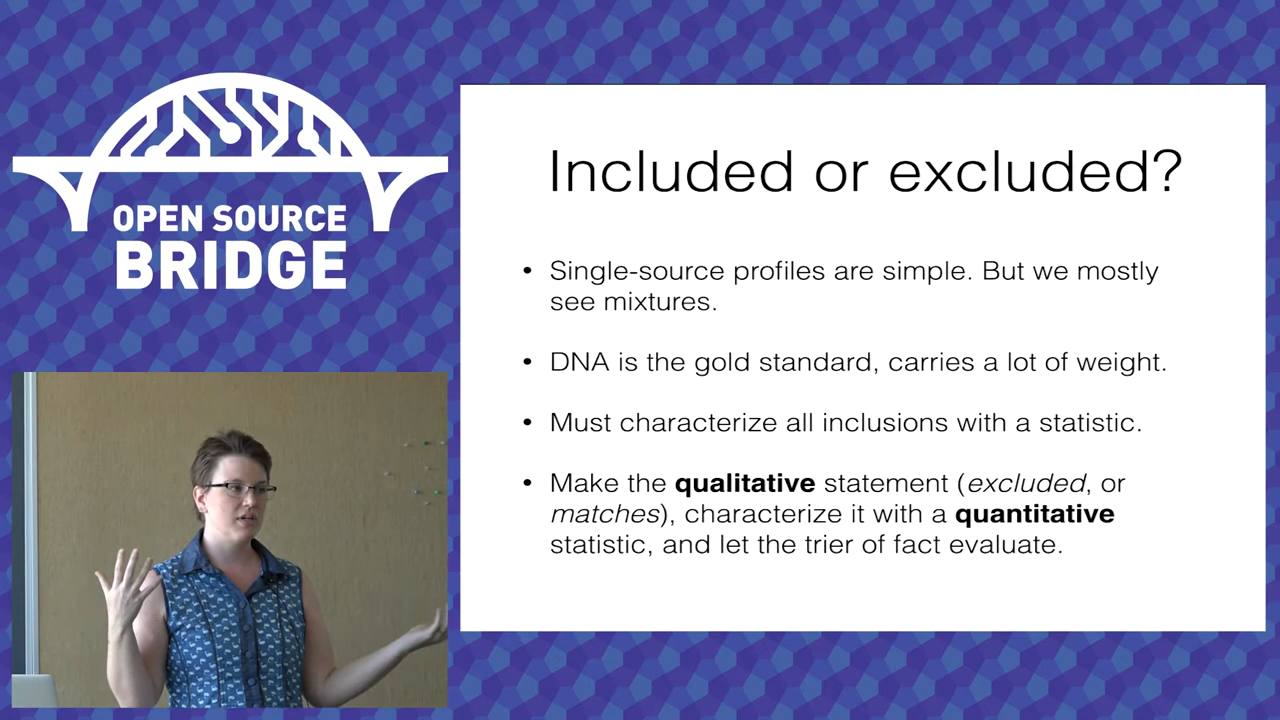 OPEN SOURCE
BRIDGE
Included or excluded?
• Single-source profiles are simple. But we mostly
see mixtures.
• DNA is the gold standard, carries a lot of weight.
• Must characterize all inclusions with a statistic.
• Make the qualitative statement (excluded, or
matches), characterize it with a quantitative
statistic, and let the trier of fact evaluate.